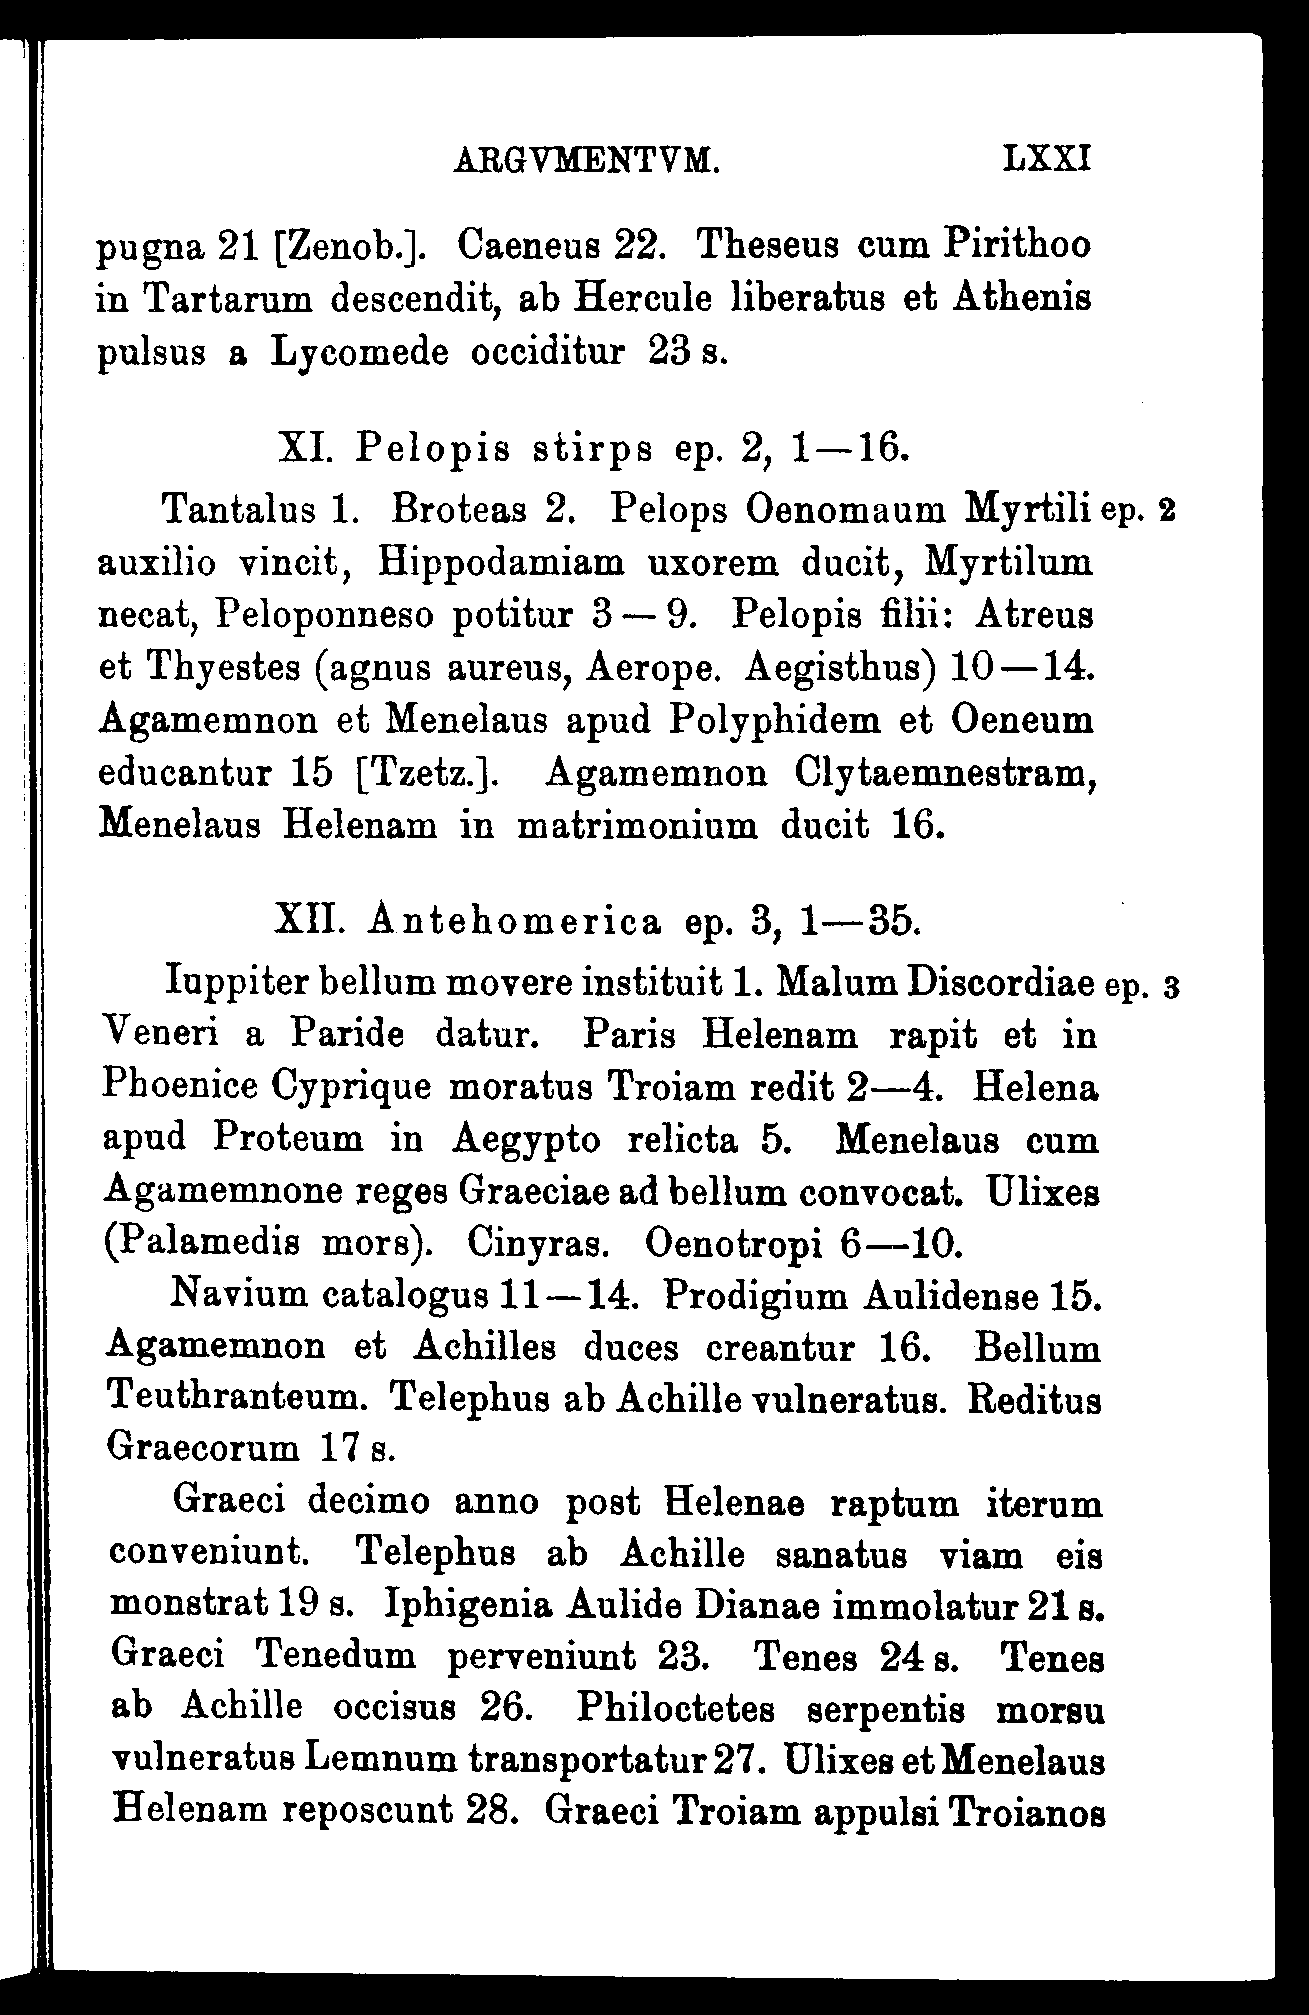 ARGVMENTVM. LXXI
pugna 21 [Zenob.]. Caeneus 22. Theseus cum Pirithoo
in Tartarum descendit, ab Hercule liberatus et Athenis
pulsus a Lycomede occiditur 23 s.
XI. Pelopis stirps ep. 2, 1—16.
Tantalus 1. Broteas 2. Pelops Oenomaum Myrtili ep. 2
auxilio vincit, Hippodamiam uxorem ducit, Myrtilum
necat, Peloponneso potitur 3—9. Pelopis filii: Atreus
et Thyestes (agnus aureus, Aerope. Aegisthus) 10—14.
Agamemnon et Menelaus apud Polyphidem et Oeneum
educantur 15 [Tzetz.]. Agamemnon Clytaemnestram,
Menelaus Helenam in matrimonium ducit 16.
XII. Antehomerica ep. 3, 1—35.
Iuppiter bellum movere instituit 1. Malum Discordiae ep. 3
Veneri a Paride datur. Paris Helenam rapit et in
Phoenice Cyprique moratus Troiam redit 2—4. Helena
apud Proteum in Aegypto relicta 5. Menelaus cum
Agamemnone reges Graeciae ad bellum convocat. Ulixes
(Palamedis mors). Cinyras. Oenotropi 6—10.
Navium catalogus 11—14. Prodigium Aulidense 15.
Agamemnon et Achilles duces creantur 16. Bellum
Teuthranteum. Telephus ab Achille vulneratus. Reditus
Graecorum 17 s.
Graeci decimo anno post Helenae raptum iterum
conveniunt. Telephus ab Achille sanatus viam eis
monstrat 19 s. Iphigenia Aulide Dianae immolatur 21 s.
Graeci Tenedum perveniunt 23. Tenes 24 s. Tenes
ab Achille occisus 26. Philoctetes serpentis morsu
vulneratus Lemnum transportatur 27. Ulixes et Menelaus
Helenam reposcunt 28. Graeci Troiam appulsi Troianos